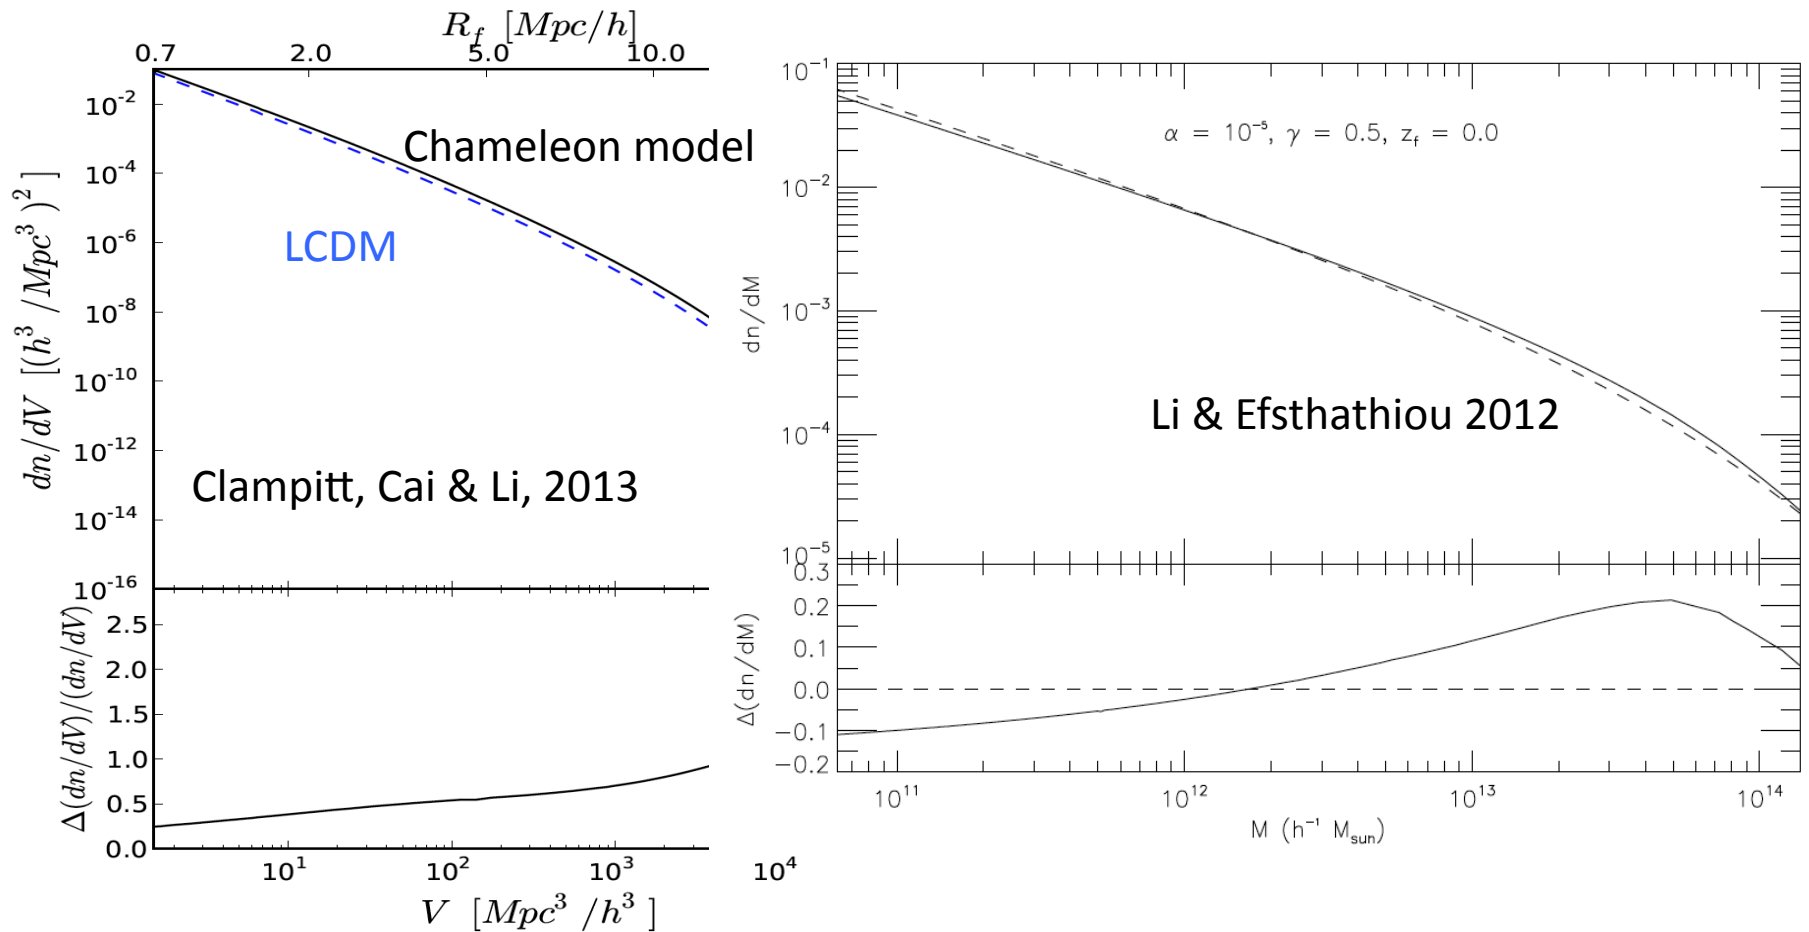 R_f [Mpc/h]
0.7 2.0 5.0 10.0
10^-2
10^-4
10^-6
10^-8
10^-10
10^-12
10^-14
10^-16
dn/dV [(h^3/Mpc^3)^2]
Chameleon model
LCDM
Clampitt, Cai & Li, 2013
2.5
2.0
1.5
1.0
0.5
0.0
Δ(dn/dV)/(dn/dV)
10^1 10^2 10^3 10^4
V [Mpc^3/h^3]
10^-1
10^-2
10^-3
10^-4
10^-5
dn/dM
α = 10^-5, γ = 0.5, z_f = 0.0
Li & Efsthathiou 2012
0.3
0.2
0.1
0.0
−0.1
−0.2
Δ(dn/dM)
10^11 10^12 10^13 10^14
M (h^-1 M_sun)